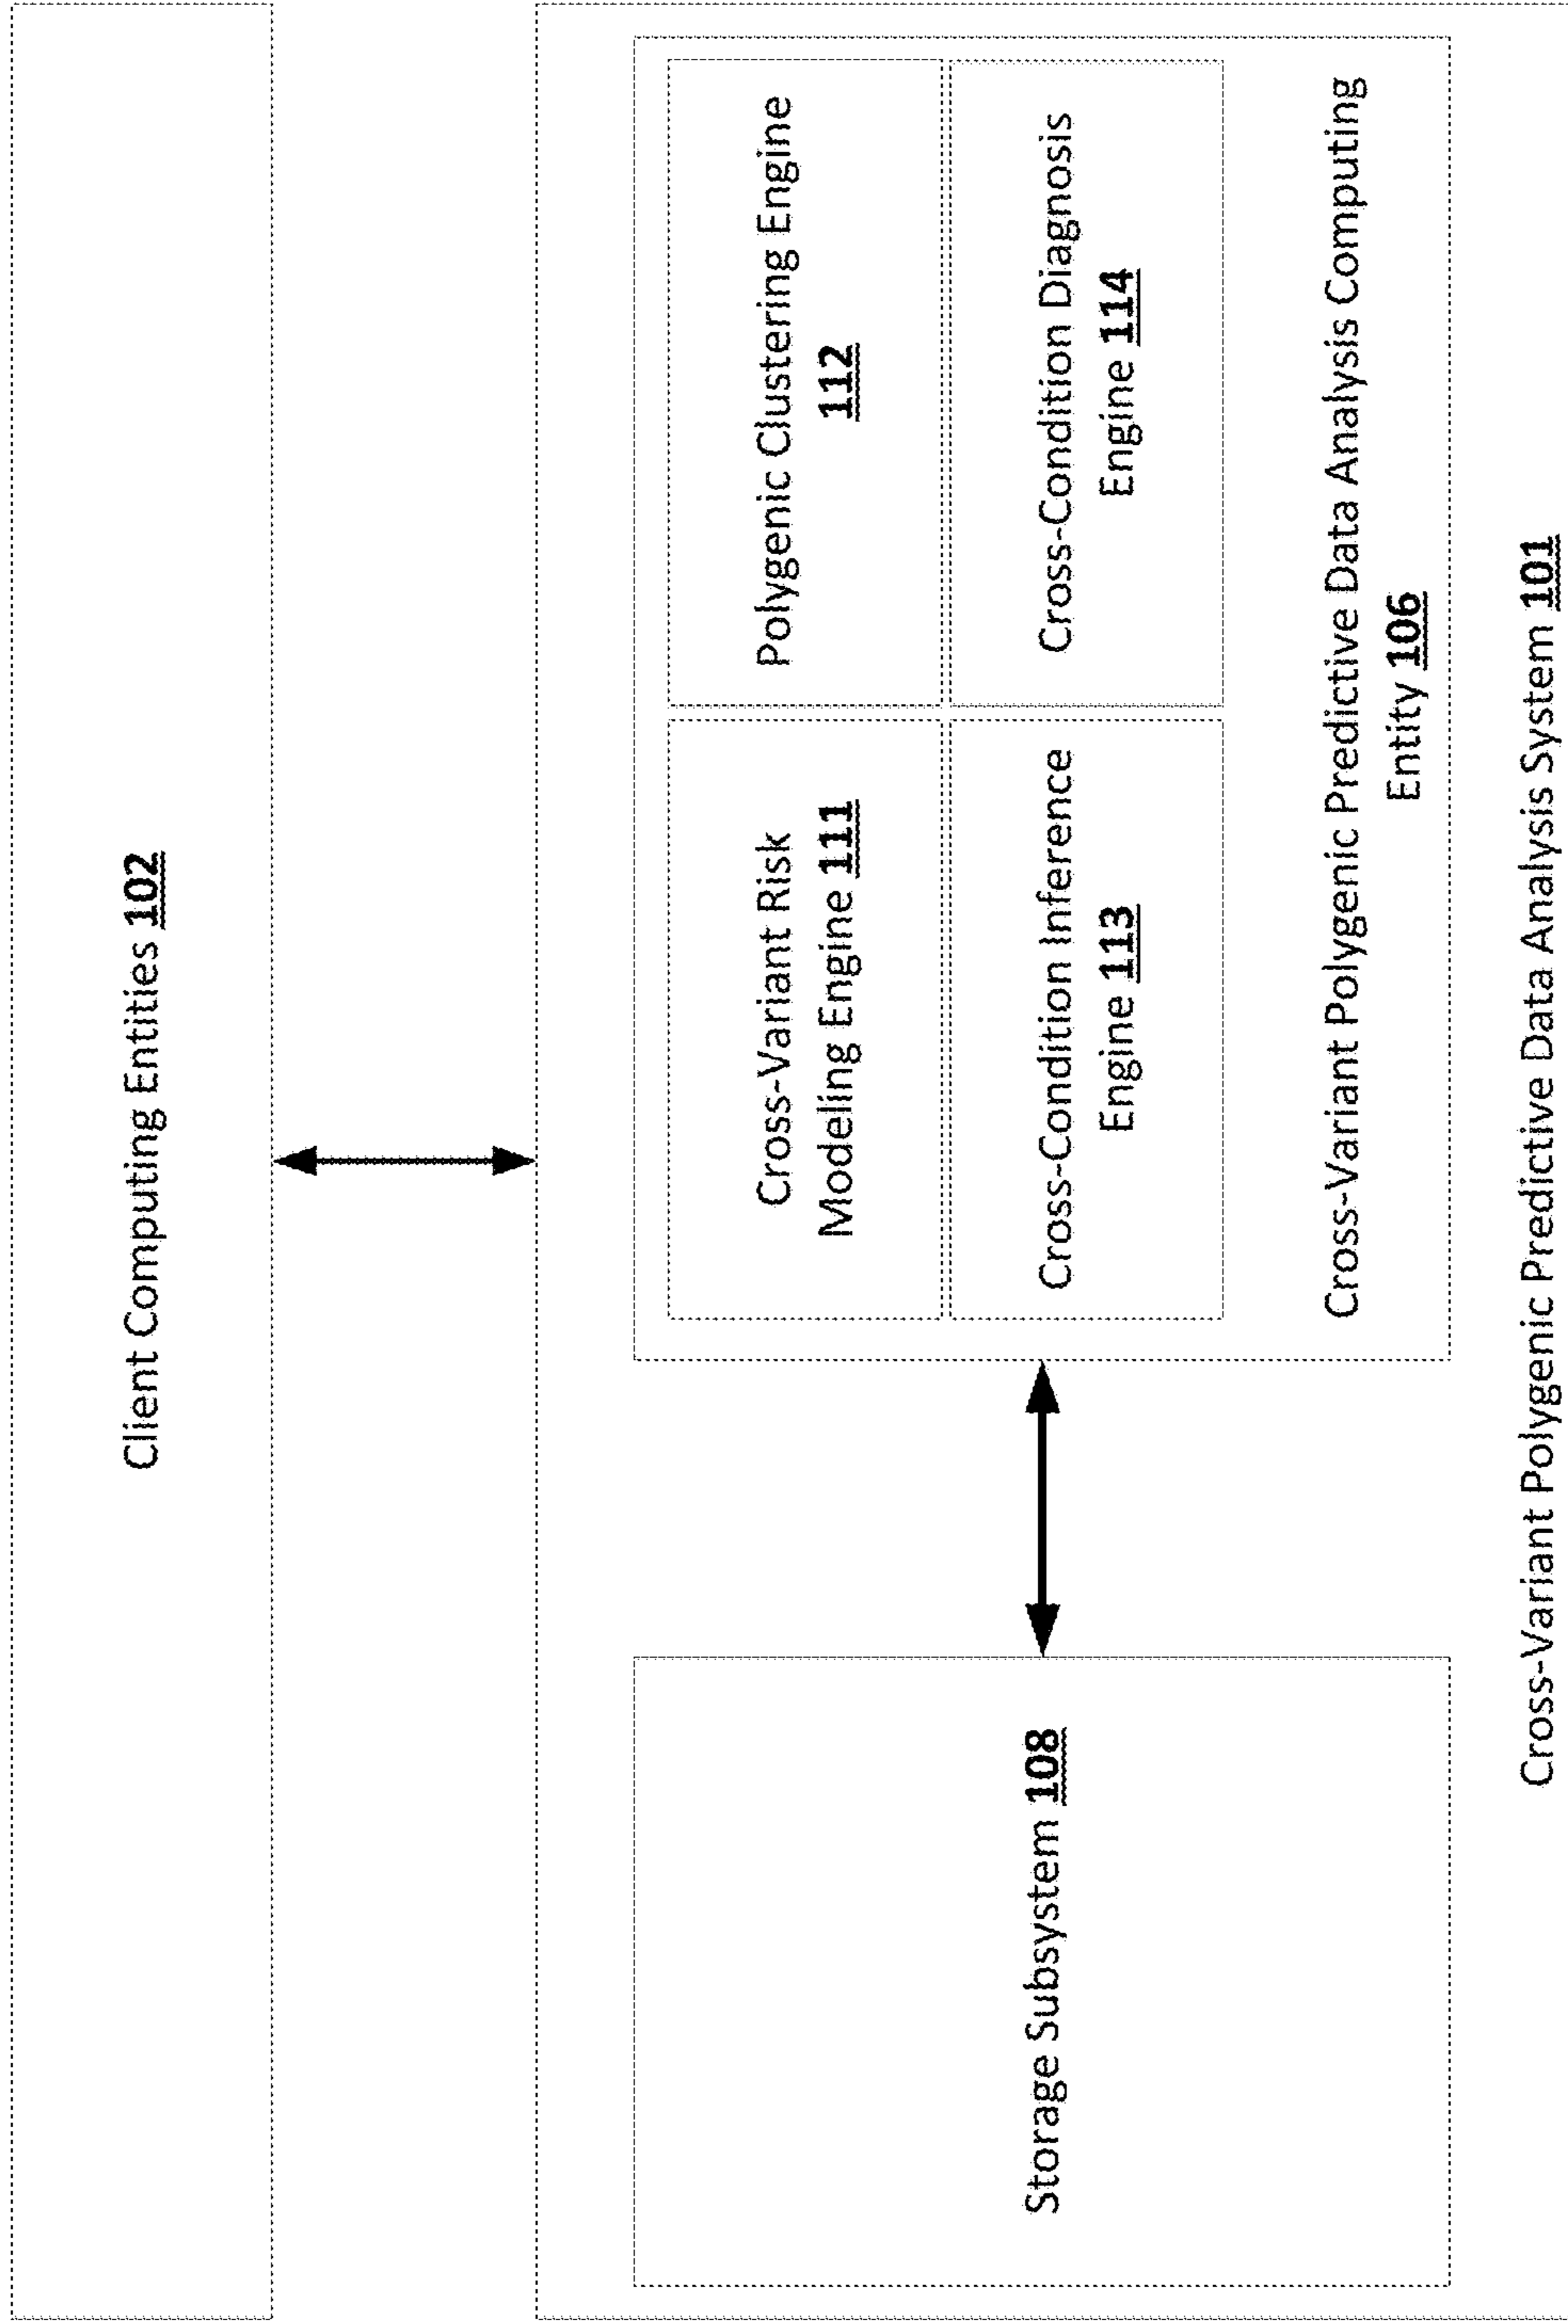 Client Computing Entities 102
Storage Subsystem 108
Cross-Variant Risk
Modeling Engine 111
Polygenic Clustering Engine
112
Cross-Condition Inference
Engine 113
Cross-Condition Diagnosis
Engine 114
Cross-Variant Polygenic Predictive Data Analysis Computing
Entity 106
Cross-Variant Polygenic Predictive Data Analysis System 101